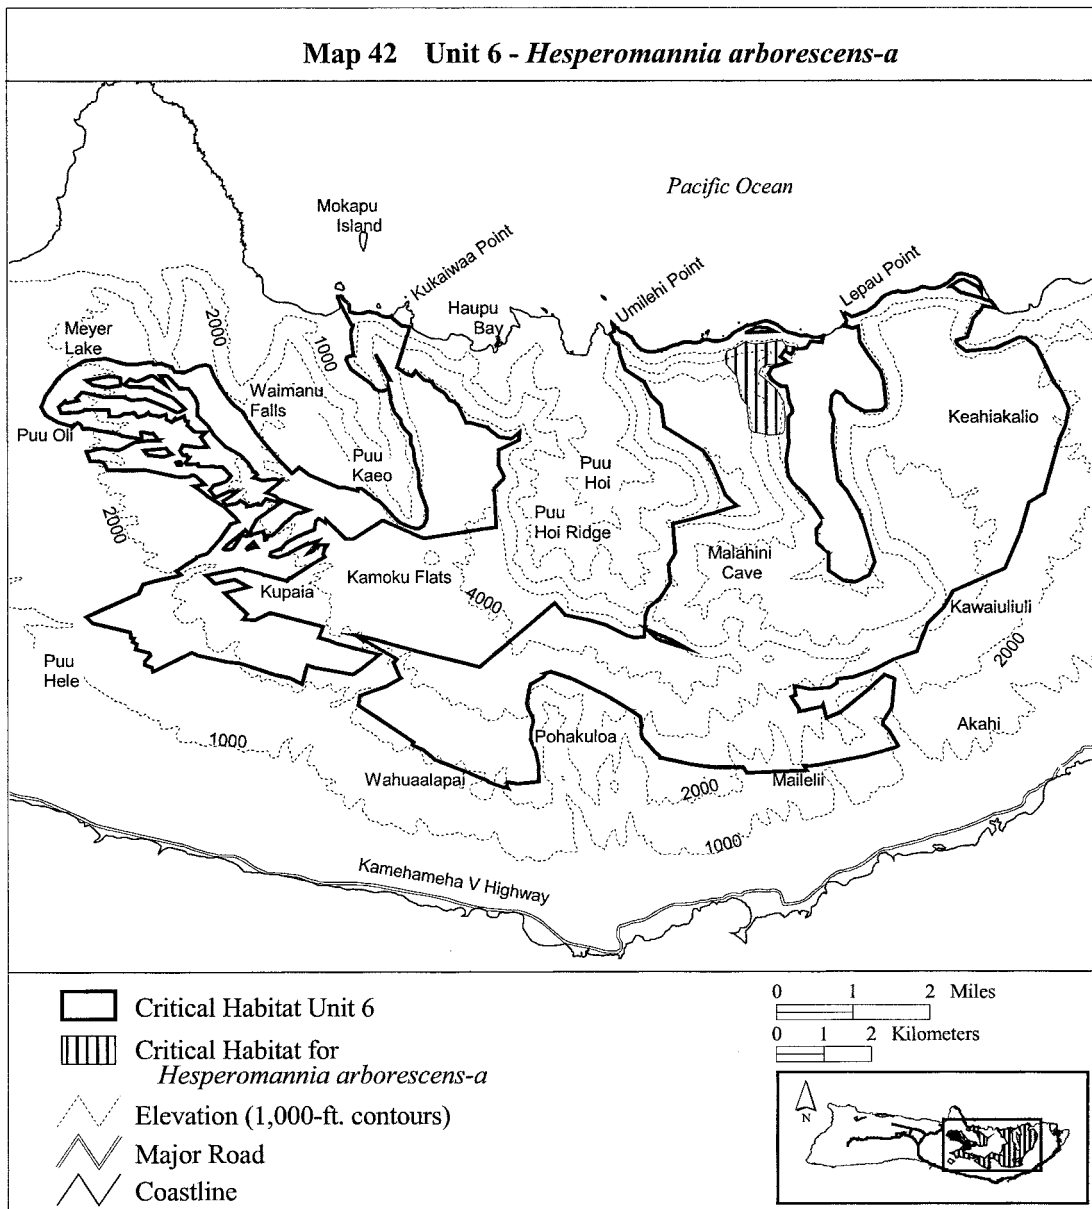 Map 42 Unit 6 - Hesperomannia arborescens-a
Pacific Ocean
Mokapu
Island
Kukaiwaa Point
Haupu
Bay
Umilehi Point
Lepau Point
Meyer
Lake
2000
1000
Waimanu
Falls
Puu Oli
Puu
Kaeo
Keahiakalio
Puu
Hoi
2000
Puu
Hoi Ridge
Malahini
Cave
Kamoku Flats
Kupaia
4000
Kawaiuliuli
2000
Puu
Hele
1000
Pohakuloa
Akahi
Wahuaalapai
Mailelii
2000
1000
Kamehameha V Highway
Critical Habitat Unit 6
Critical Habitat for
Hesperomannia arborescens-a
Elevation (1,000-ft. contours)
Major Road
Coastline
0 1 2 Miles
0 1 2 Kilometers
N